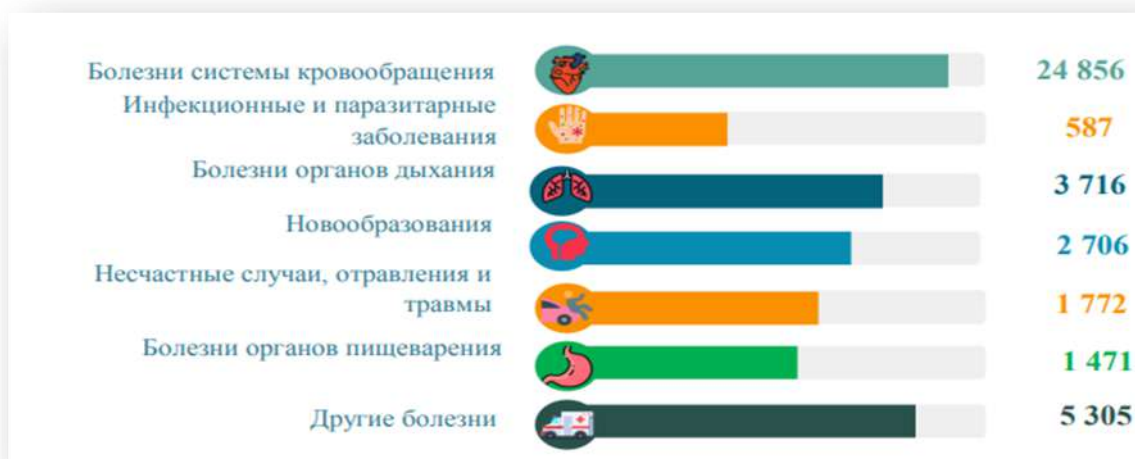 Болезни системы кровообращения
24 856
Инфекционные и паразитарные
заболевания
587
Болезни органов дыхания
3 716
Новообразования
2 706
Несчастные случаи, отравления и
травмы
1 772
Болезни органов пищеварения
1 471
Другие болезни
5 305